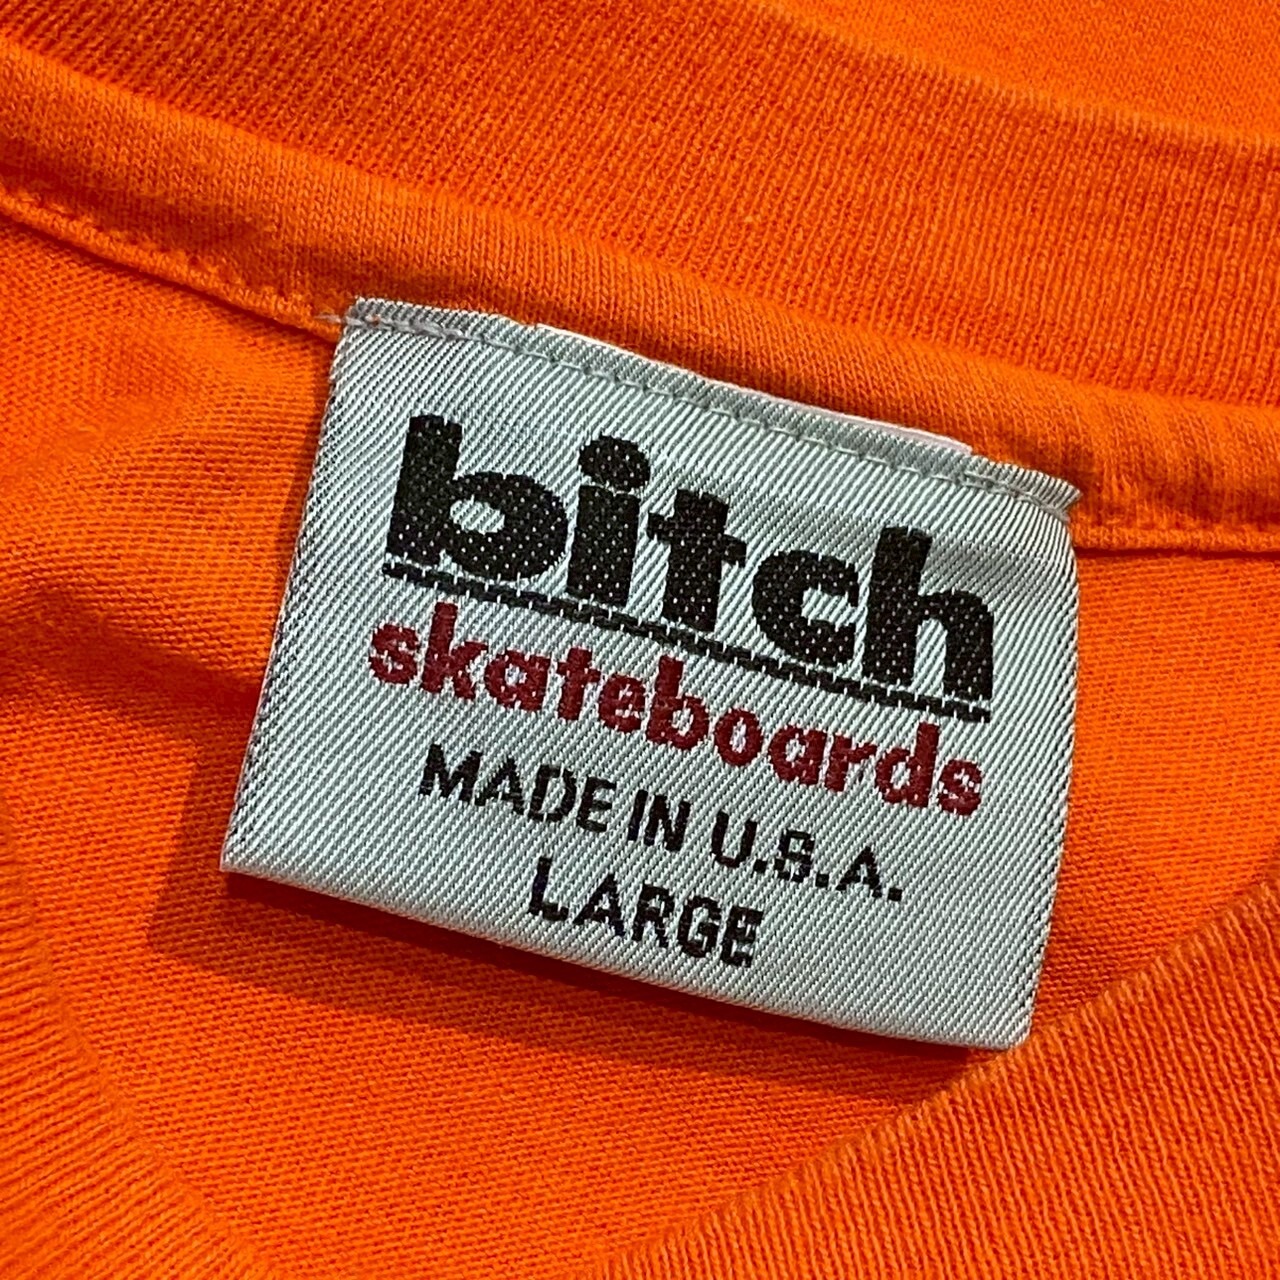 bitch
skateboards
MADE IN U.S.A.
LARGE